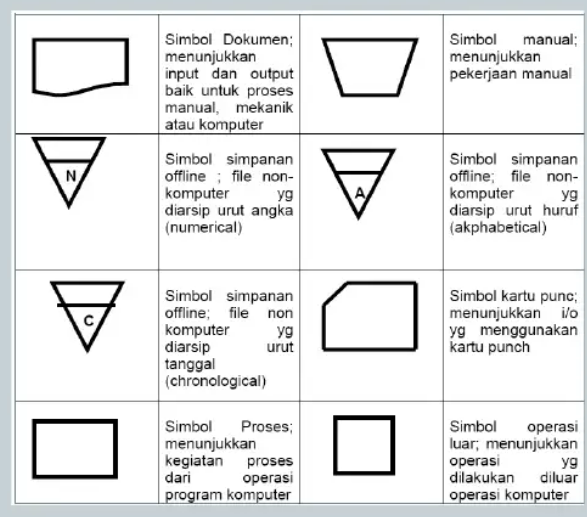 Simbol Dokumen;
menunjukkan
input dan output
baik untuk proses
manual, mekanik
atau komputer
Simbol manual;
menunjukkan
pekerjaan manual
N
Simbol simpanan
offline ; file non-
komputer yg
diarsip urut angka
(numerical)
A
Simbol simpanan
offline; file non-
komputer yg
diarsip urut huruf
(akphabetical)
C
Simbol simpanan
offline; file non
komputer yg
diarsip urut
tanggal
(chronological)
Simbol kartu punc;
menunjukkan i/o
yg menggunakan
kartu punch
Simbol Proses;
menunjukkan
kegiatan proses
dari operasi
program komputer
Simbol operasi
luar; menunjukkan
operasi yg
dilakukan diluar
operasi komputer